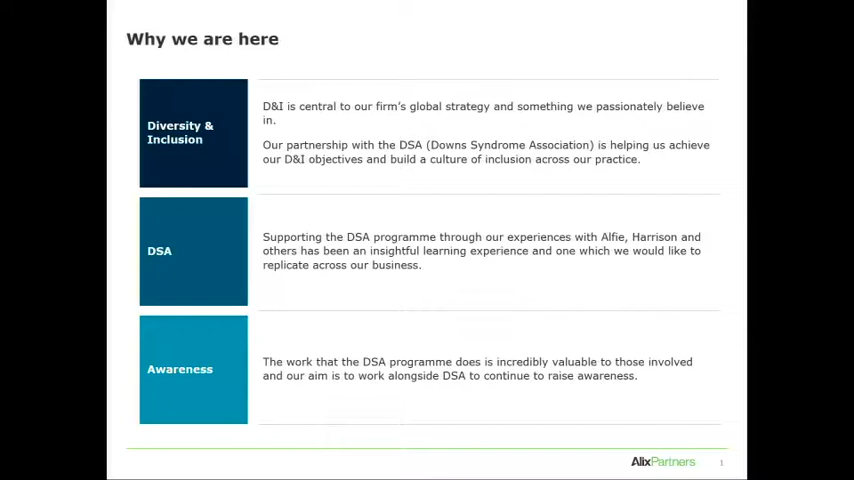 Why we are here
Diversity &
Inclusion
D&I is central to our firm's global strategy and something we passionately believe
in.
Our partnership with the DSA (Downs Syndrome Association) is helping us achieve
our D&I objectives and build a culture of inclusion across our practice.
DSA
Supporting the DSA programme through our experiences with Alfie, Harrison and
others has been an insightful learning experience and one which we would like to
replicate across our business.
Awareness
The work that the DSA programme does is incredibly valuable to those involved
and our aim is to work alongside DSA to continue to raise awareness.
AlixPartners 1